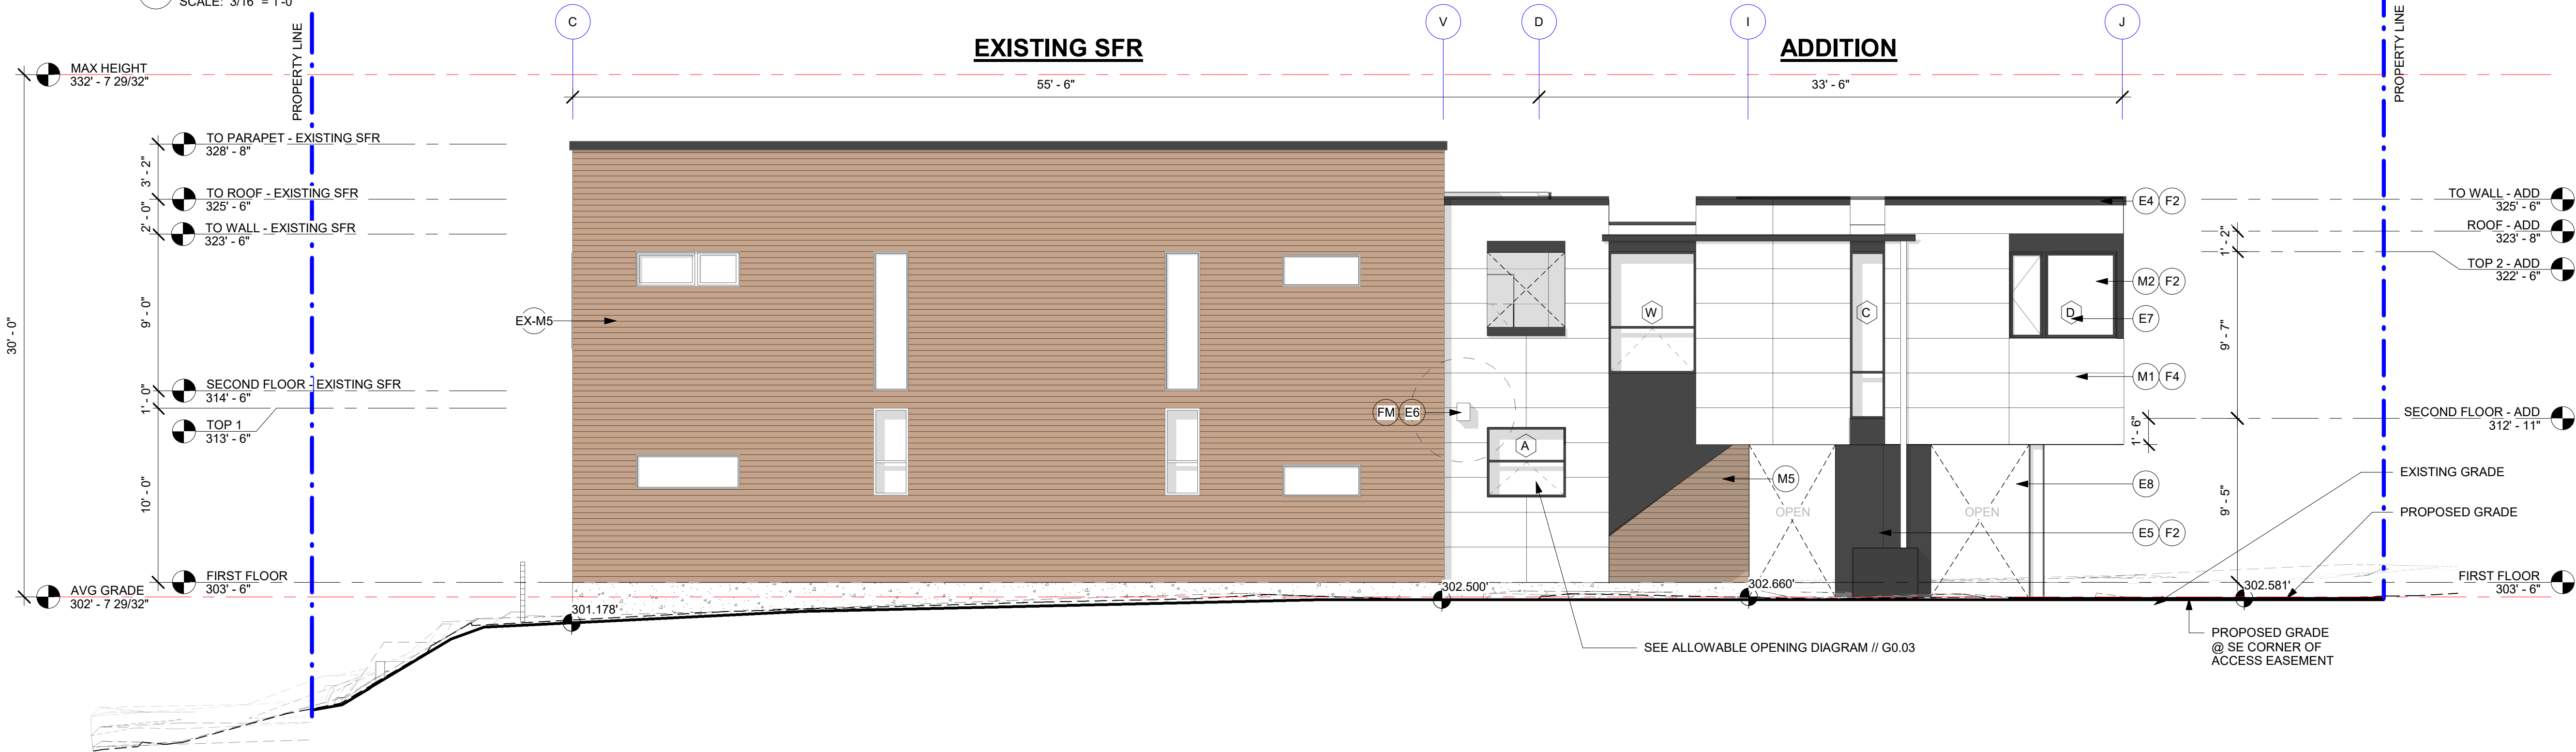 SCALE: 3/16" = 1'-0"
C
V
D
I
J
EXISTING SFR
ADDITION
PROPERTY LINE
PROPERTY LINE
55' - 6"
33' - 6"
MAX HEIGHT
332' - 7 29/32"
TO PARAPET - EXISTING SFR
328' - 8"
TO ROOF - EXISTING SFR
325' - 6"
TO WALL - EXISTING SFR
323' - 6"
SECOND FLOOR - EXISTING SFR
314' - 6"
TOP 1
313' - 6"
FIRST FLOOR
303' - 6"
AVG GRADE
302' - 7 29/32"
30' - 0"
3' - 2"
2' - 0"
9' - 0"
1' - 0"
10' - 0"
EX-M5
FM
E6
W
C
D
A
M5
OPEN
OPEN
E4
F2
M2
F2
E7
M1
F4
E8
E5
F2
TO WALL - ADD
325' - 6"
ROOF - ADD
323' - 8"
TOP 2 - ADD
322' - 6"
SECOND FLOOR - ADD
312' - 11"
FIRST FLOOR
303' - 6"
1' - 2"
9' - 7"
1' - 6"
9' - 5"
EXISTING GRADE
PROPOSED GRADE
301.178'
302.500'
302.660'
302.581'
SEE ALLOWABLE OPENING DIAGRAM // G0.03
PROPOSED GRADE
@ SE CORNER OF
ACCESS EASEMENT